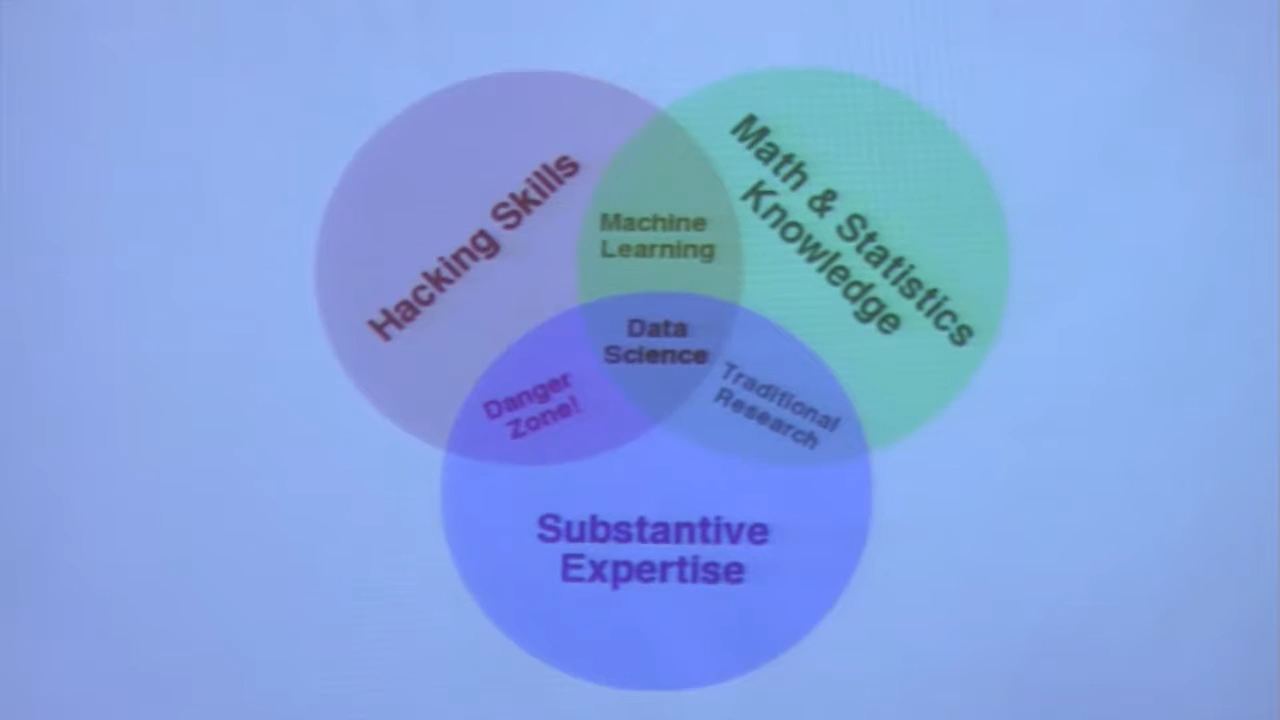 Hacking Skills
Math & Statistics
Knowledge
Machine
Learning
Data
Science
Danger
Zone!
Traditional
Research
Substantive
Expertise